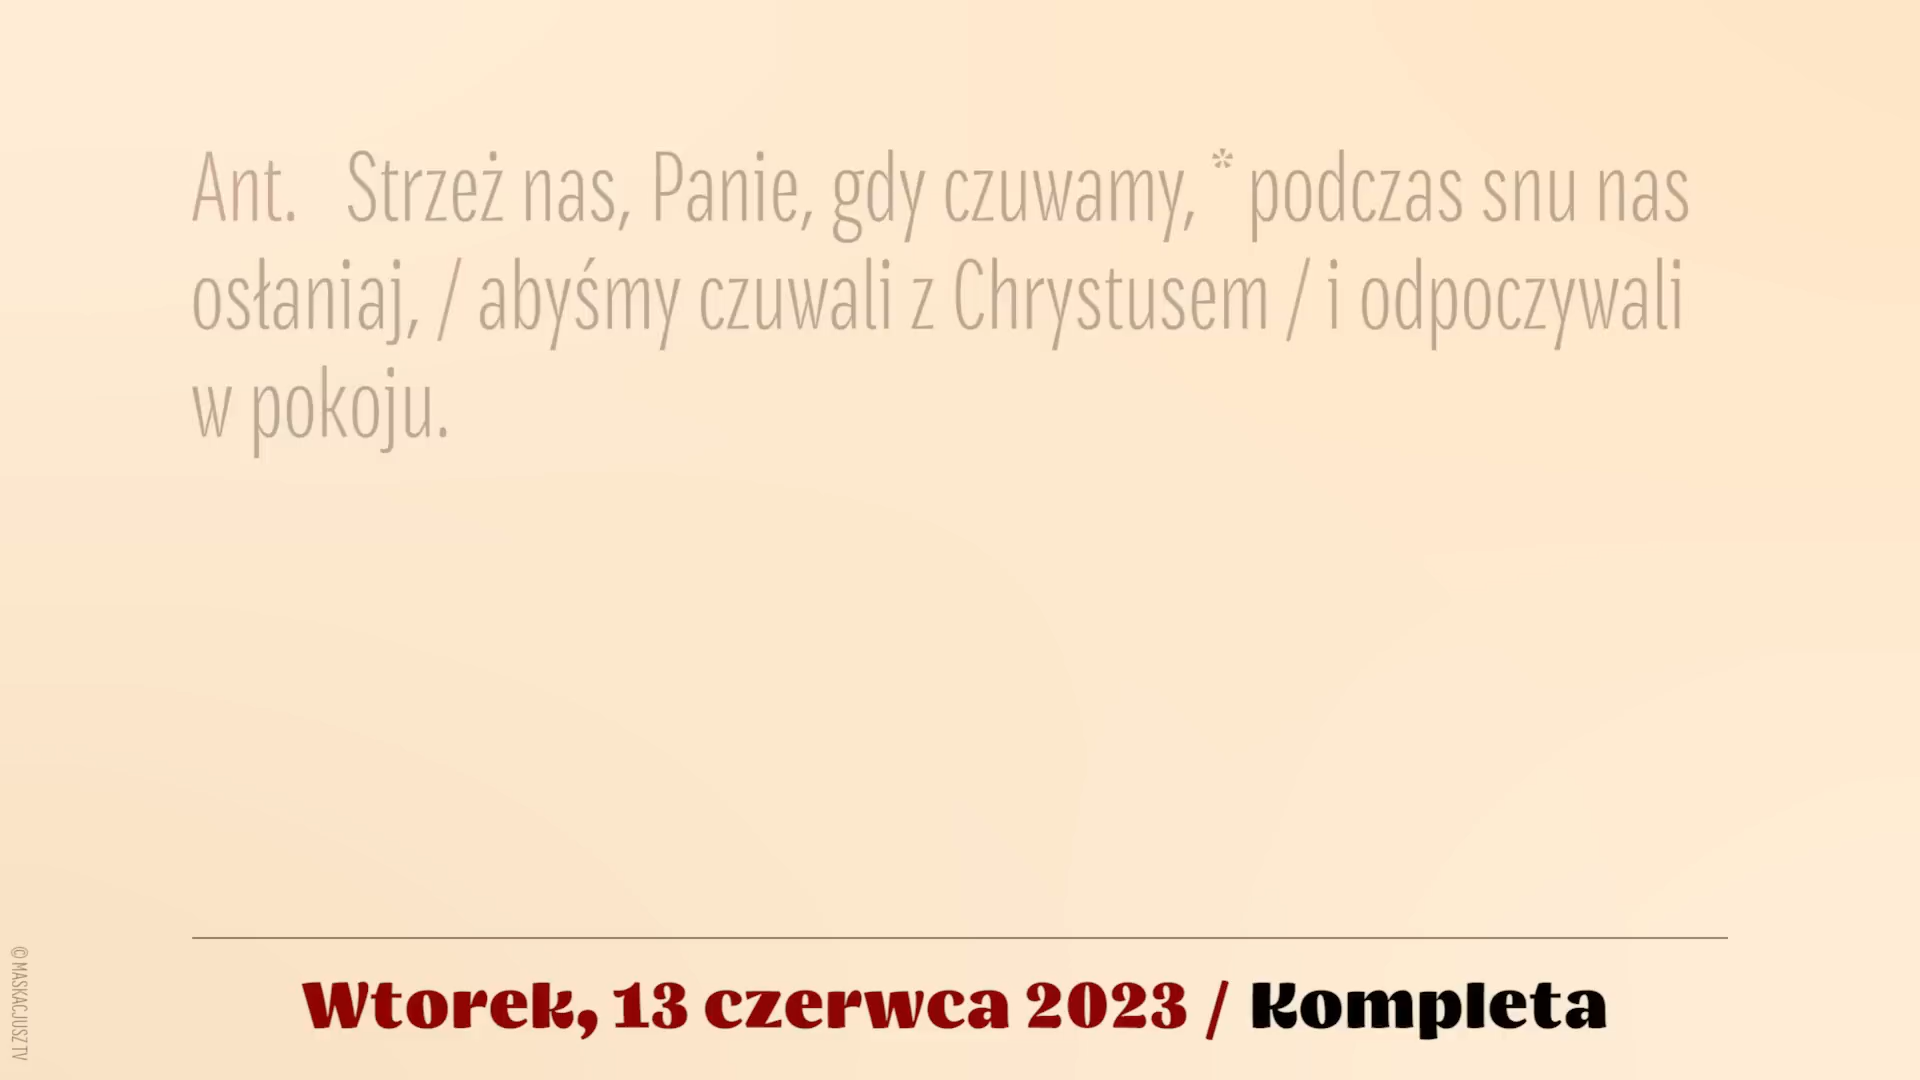 Ant. Strzeż nas, Panie, gdy czuwamy, * podczas snu nas
osłaniaj, / abyśmy czuwali z Chrystusem / i odpoczywali
w pokoju.
Wtorek, 13 czerwca 2023 / Kompleta
© MASKACJUSZ TV